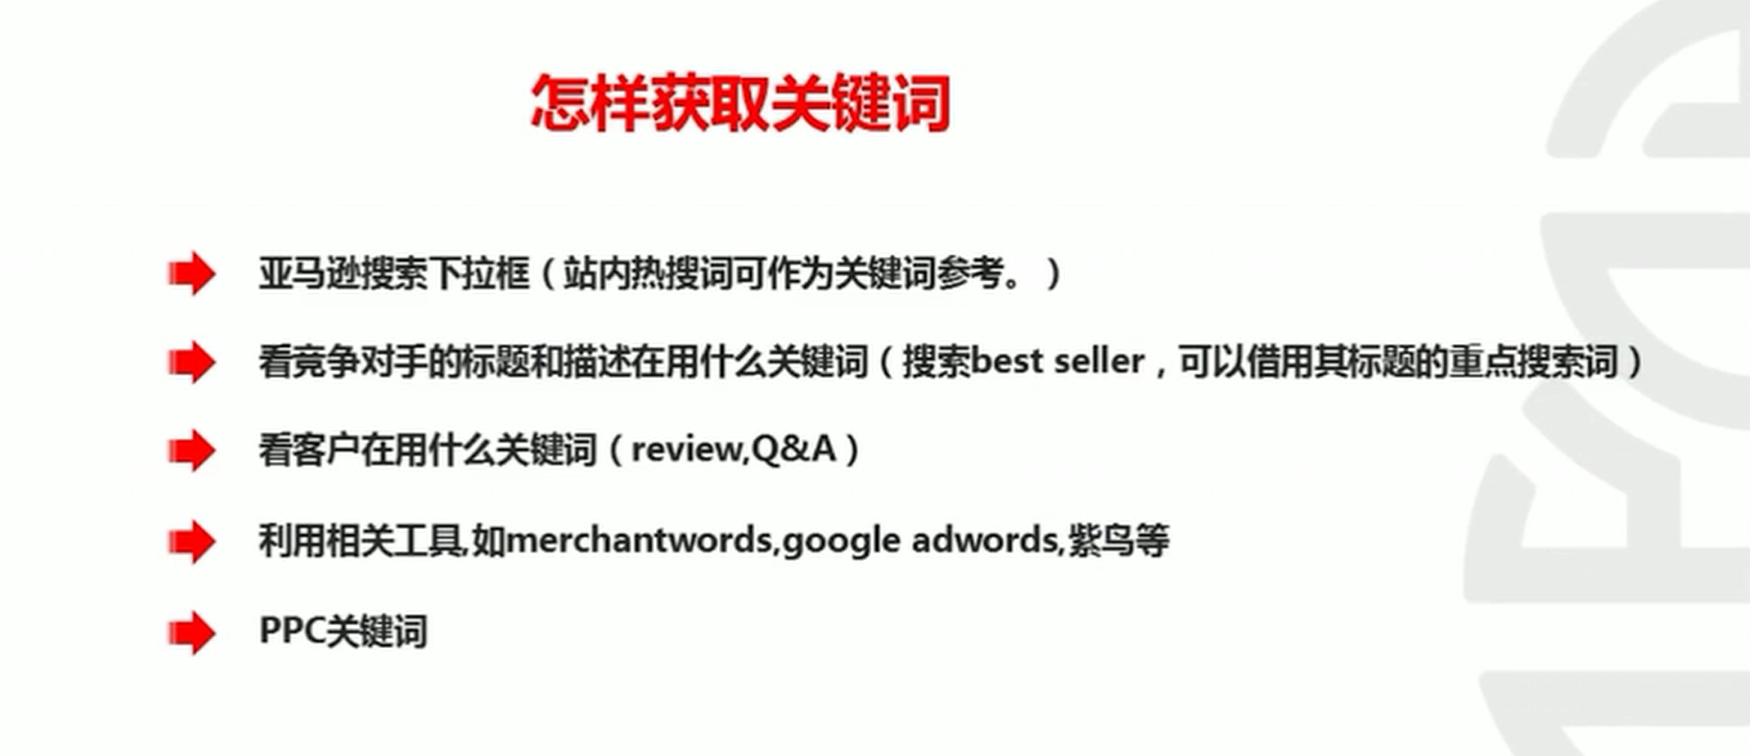 怎样获取关键词
亚马逊搜索下拉框（站内热搜词可作为关键词参考。）
看竞争对手的标题和描述在用什么关键词（搜索best seller，可以借用其标题的重点搜索词）
看客户在用什么关键词（review,Q&A）
利用相关工具,如merchantwords,google adwords,紫鸟等
PPC关键词